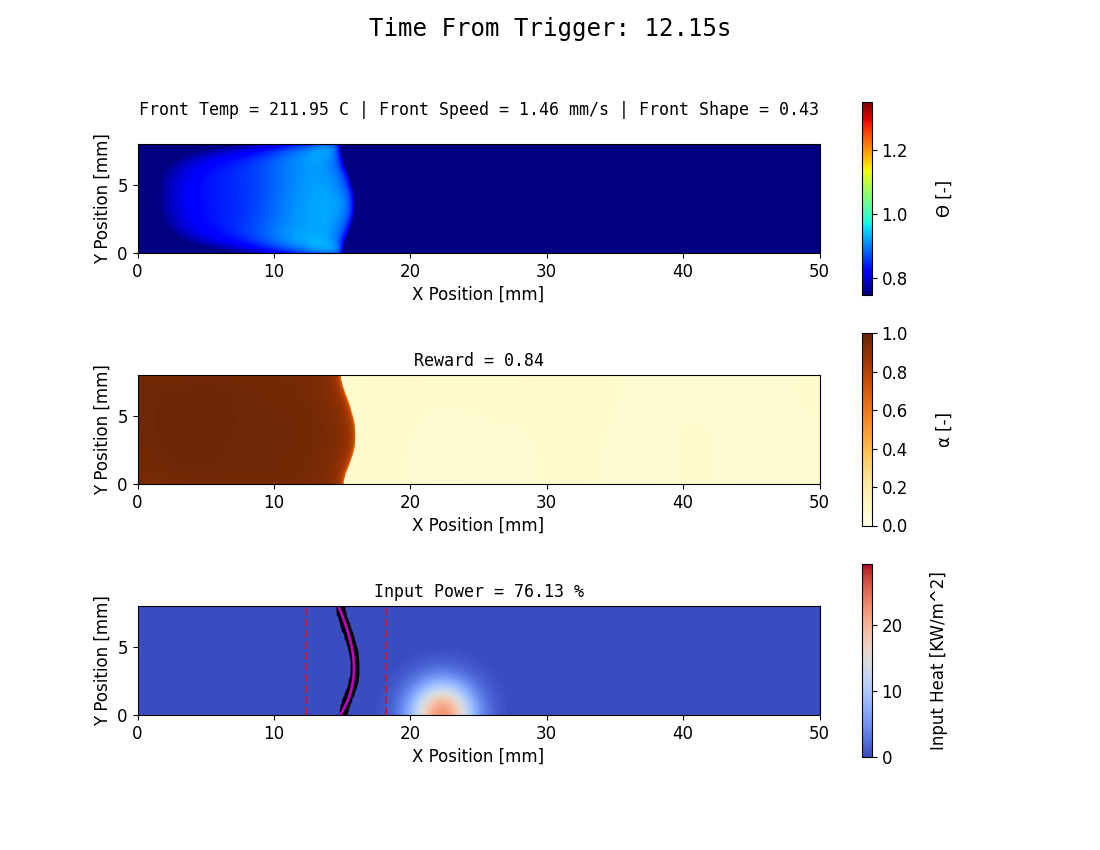 Time From Trigger: 12.15s
Front Temp = 211.95 C | Front Speed = 1.46 mm/s | Front Shape = 0.43
Y Position [mm]
5
0
0 10 20 30 40 50
X Position [mm]
1.2
1.0
0.8
Θ [-]
Reward = 0.84
Y Position [mm]
5
0
0 10 20 30 40 50
X Position [mm]
1.0
0.8
0.6
0.4
0.2
0.0
α [-]
Input Power = 76.13 %
Y Position [mm]
5
0
0 10 20 30 40 50
X Position [mm]
20
10
0
Input Heat [KW/m^2]